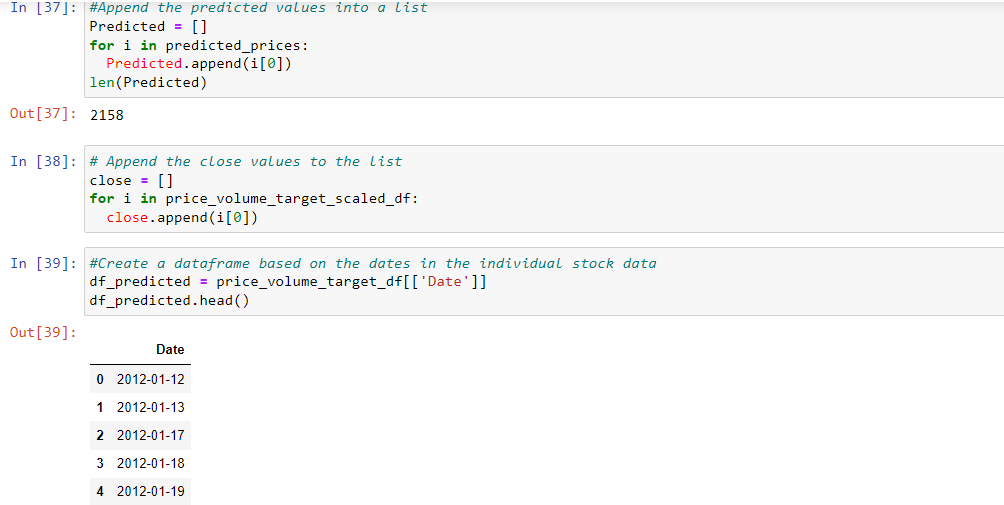 In [37]: #Append the predicted values into a list
Predicted = []
for i in predicted_prices:
  Predicted.append(i[0])
len(Predicted)
Out[37]: 2158
In [38]: # Append the close values to the list
close = []
for i in price_volume_target_scaled_df:
  close.append(i[0])
In [39]: #Create a dataframe based on the dates in the individual stock data
df_predicted = price_volume_target_df[['Date']]
df_predicted.head()
Out[39]:
Date
0 2012-01-12
1 2012-01-13
2 2012-01-17
3 2012-01-18
4 2012-01-19